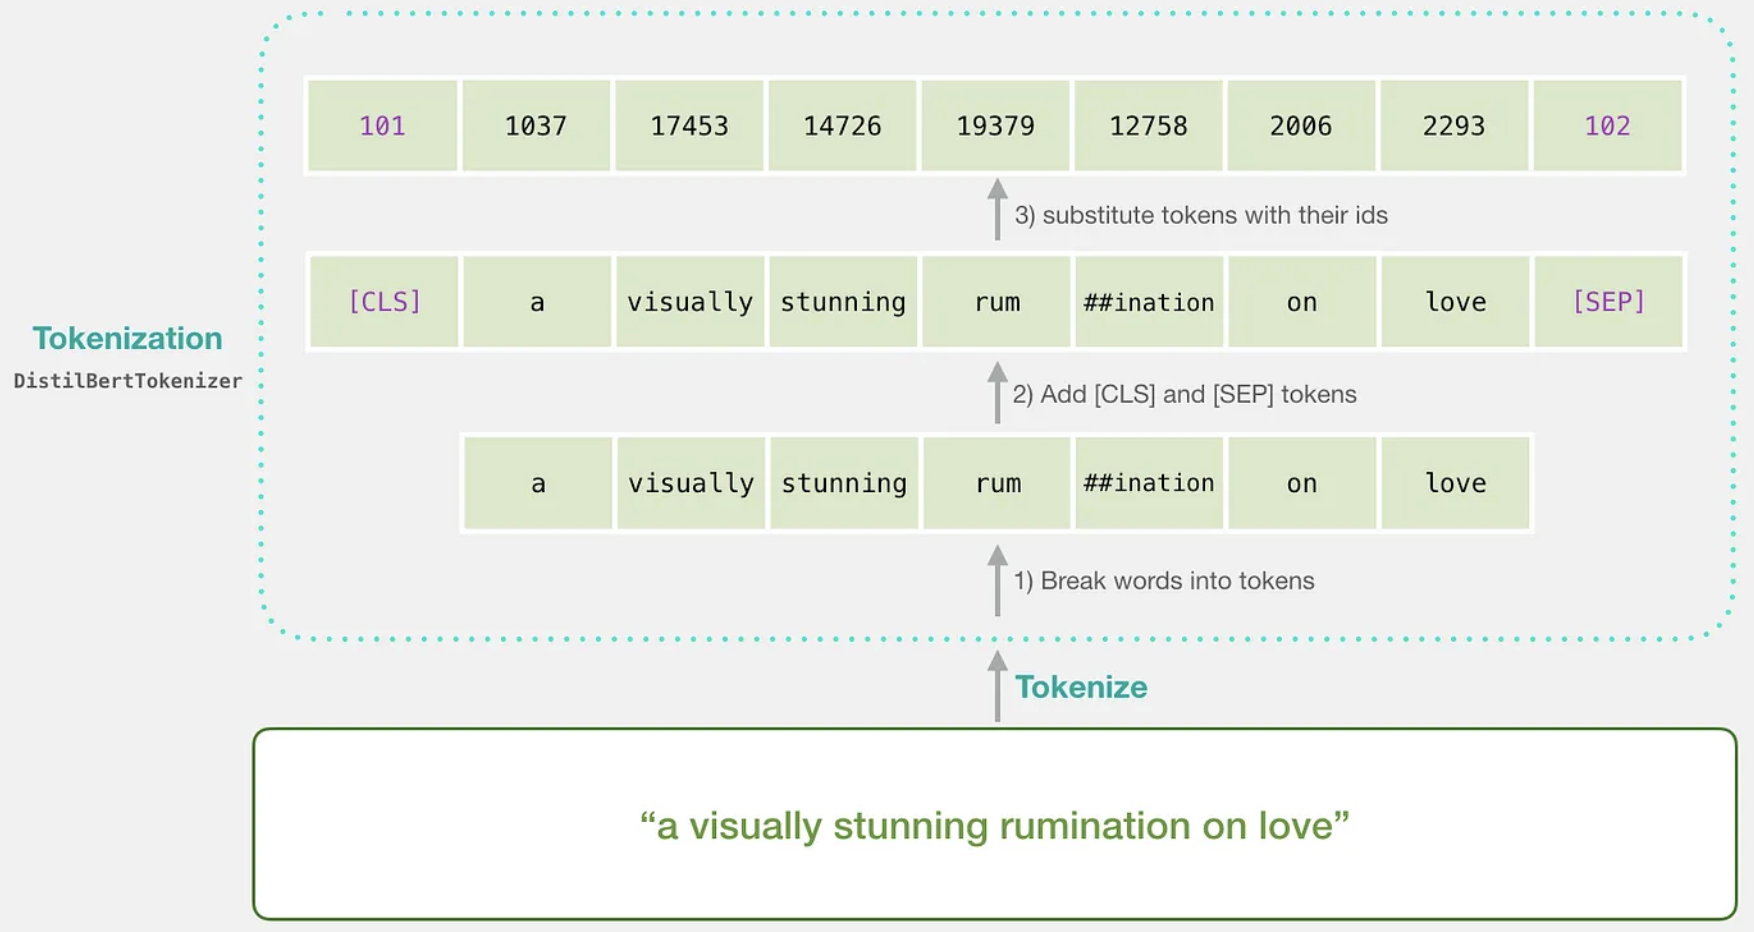 101 1037 17453 14726 19379 12758 2006 2293 102
3) substitute tokens with their ids
[CLS] a visually stunning rum ##ination on love [SEP]
Tokenization
DistilBertTokenizer
2) Add [CLS] and [SEP] tokens
a visually stunning rum ##ination on love
1) Break words into tokens
Tokenize
“a visually stunning rumination on love”